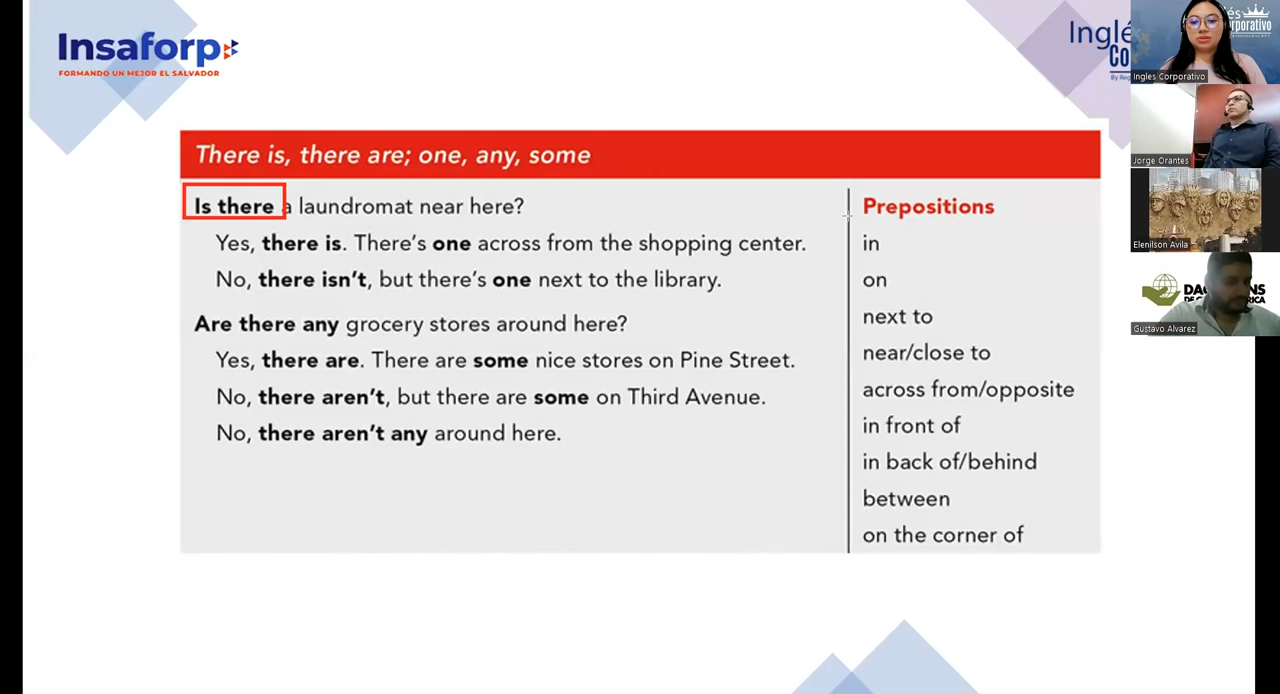 Insaforp
FORMANDO UN MEJOR EL SALVADOR
Inglé
Co
There is, there are; one, any, some
Is there a laundromat near here?
Yes, there is. There's one across from the shopping center.
No, there isn't, but there's one next to the library.
Are there any grocery stores around here?
Yes, there are. There are some nice stores on Pine Street.
No, there aren't, but there are some on Third Avenue.
No, there aren't any around here.
Prepositions
in
on
next to
near/close to
across from/opposite
in front of
in back of/behind
between
on the corner of
Ingles Corporativo
Jorge Orantes
Elenilson Avila
Gustavo Alvarez